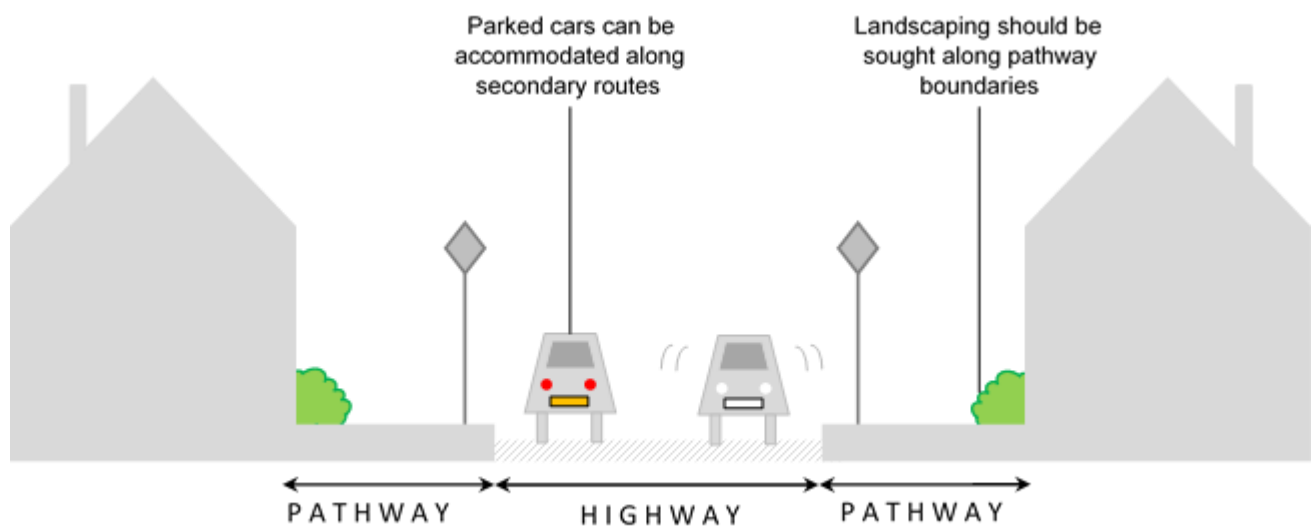 Parked cars can be
accommodated along
secondary routes
Landscaping should be
sought along pathway
boundaries
PATHWAY
HIGHWAY
PATHWAY